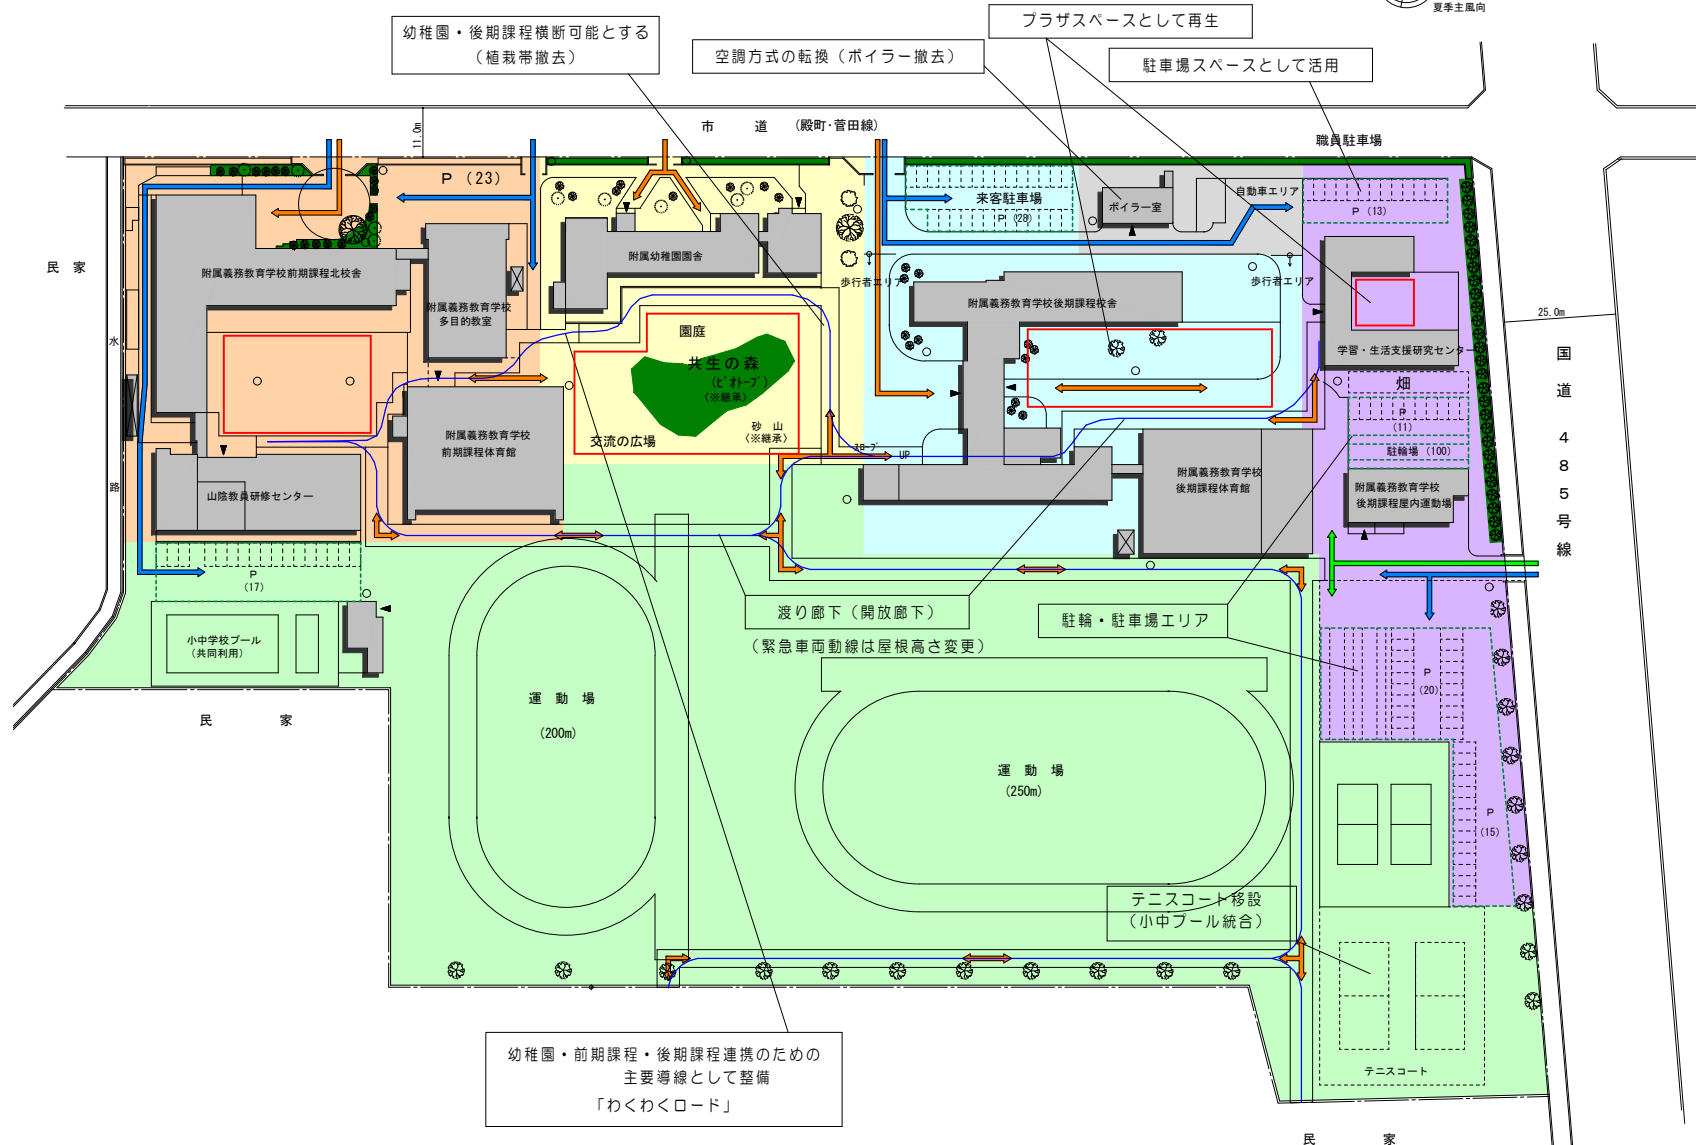 夏季主風向
プラザスペースとして再生
幼稚園・後期課程横断可能とする
（植栽帯撤去）
空調方式の転換（ボイラー撤去）
駐車場スペースとして活用
11.0m
市　道　(殿町・菅田線)
職員駐車場
P （23）
来客駐車場
P （28）
ボイラー室
自動車エリア
P （13）
民　家
附属義務教育学校前期課程北校舎
附属幼稚園園舎
歩行者エリア
歩行者エリア
附属義務教育学校
多目的教室
附属義務教育学校後期課程校舎
25.0m
水
路
園庭
共生の森
(ﾋﾞｵﾄｰﾌﾟ)
〈※継承〉
学習・生活支援研究センター
畑
国
道
4
8
5
号
線
P
(11)
砂　山
〈※継承〉
交流の広場
ｽﾛｰﾌﾟ
UP
駐輪場（100）
附属義務教育学校
前期課程体育館
附属義務教育学校
後期課程体育館
附属義務教育学校
後期課程屋内運動場
山陰教員研修センター
P
(17)
小中学校プール
(共同利用)
渡り廊下（開放廊下）
（緊急車両動線は屋根高さ変更）
駐輪・駐車場エリア
民　家
運　動　場
(200m)
運　動　場
(250m)
P
(20)
P
(15)
テニスコート移設
（小中プール統合）
幼稚園・前期課程・後期課程連携のための
主要導線として整備
「わくわくロード」
テニスコート
民　家